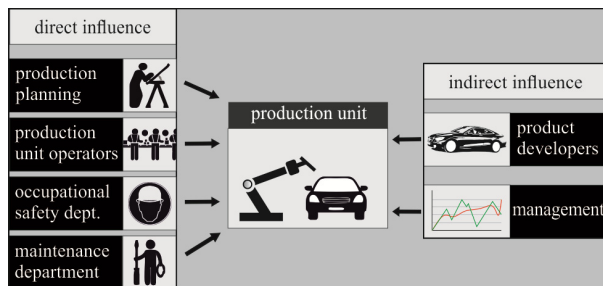 direct influence
production
planning
production
unit operators
occupational
safety dept.
maintenance
department
production unit
indirect influence
product
developers
management